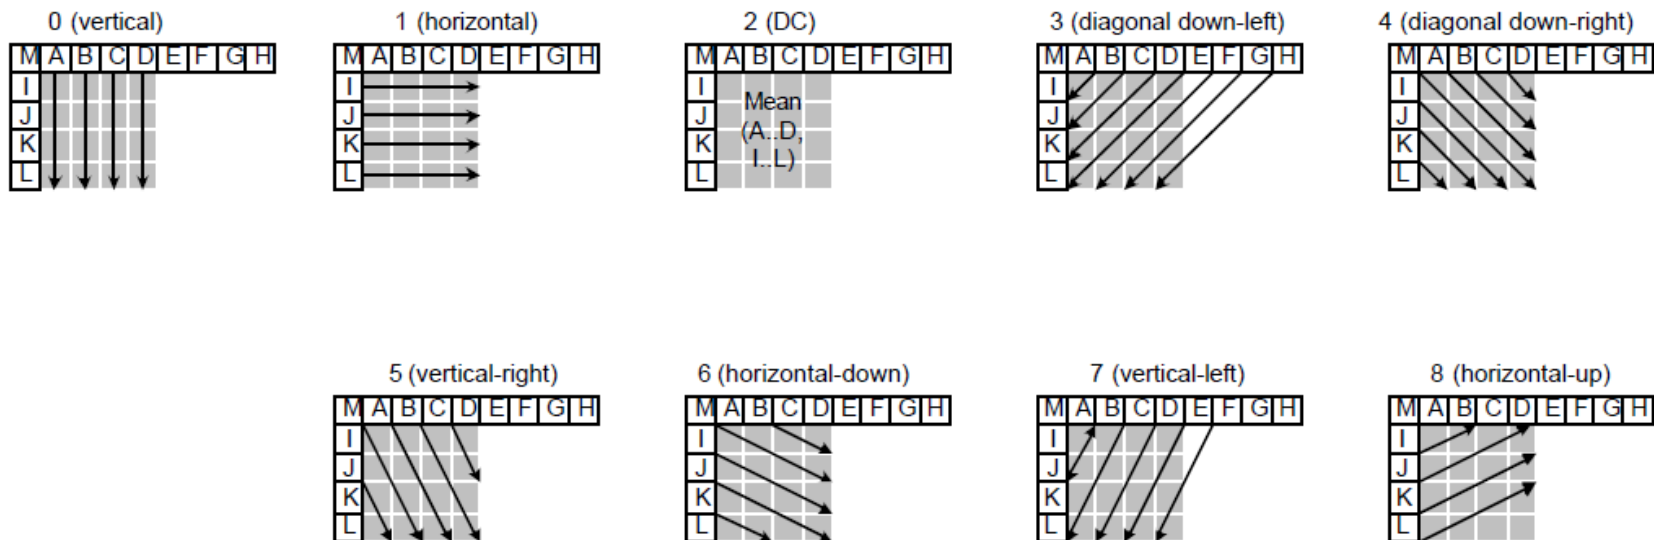 0 (vertical) 1 (horizontal) 2 (DC) 3 (diagonal down-left) 4 (diagonal down-right)
M A B C D E F G H M A B C D E F G H M A B C D E F G H M A B C D E F G H M A B C D E F G H
I I I I I
J J J Mean J J
K K K (A..D, K K
L L L I..L) L L
5 (vertical-right) 6 (horizontal-down) 7 (vertical-left) 8 (horizontal-up)
M A B C D E F G H M A B C D E F G H M A B C D E F G H M A B C D E F G H
I I I I
J J J J
K K K K
L L L L